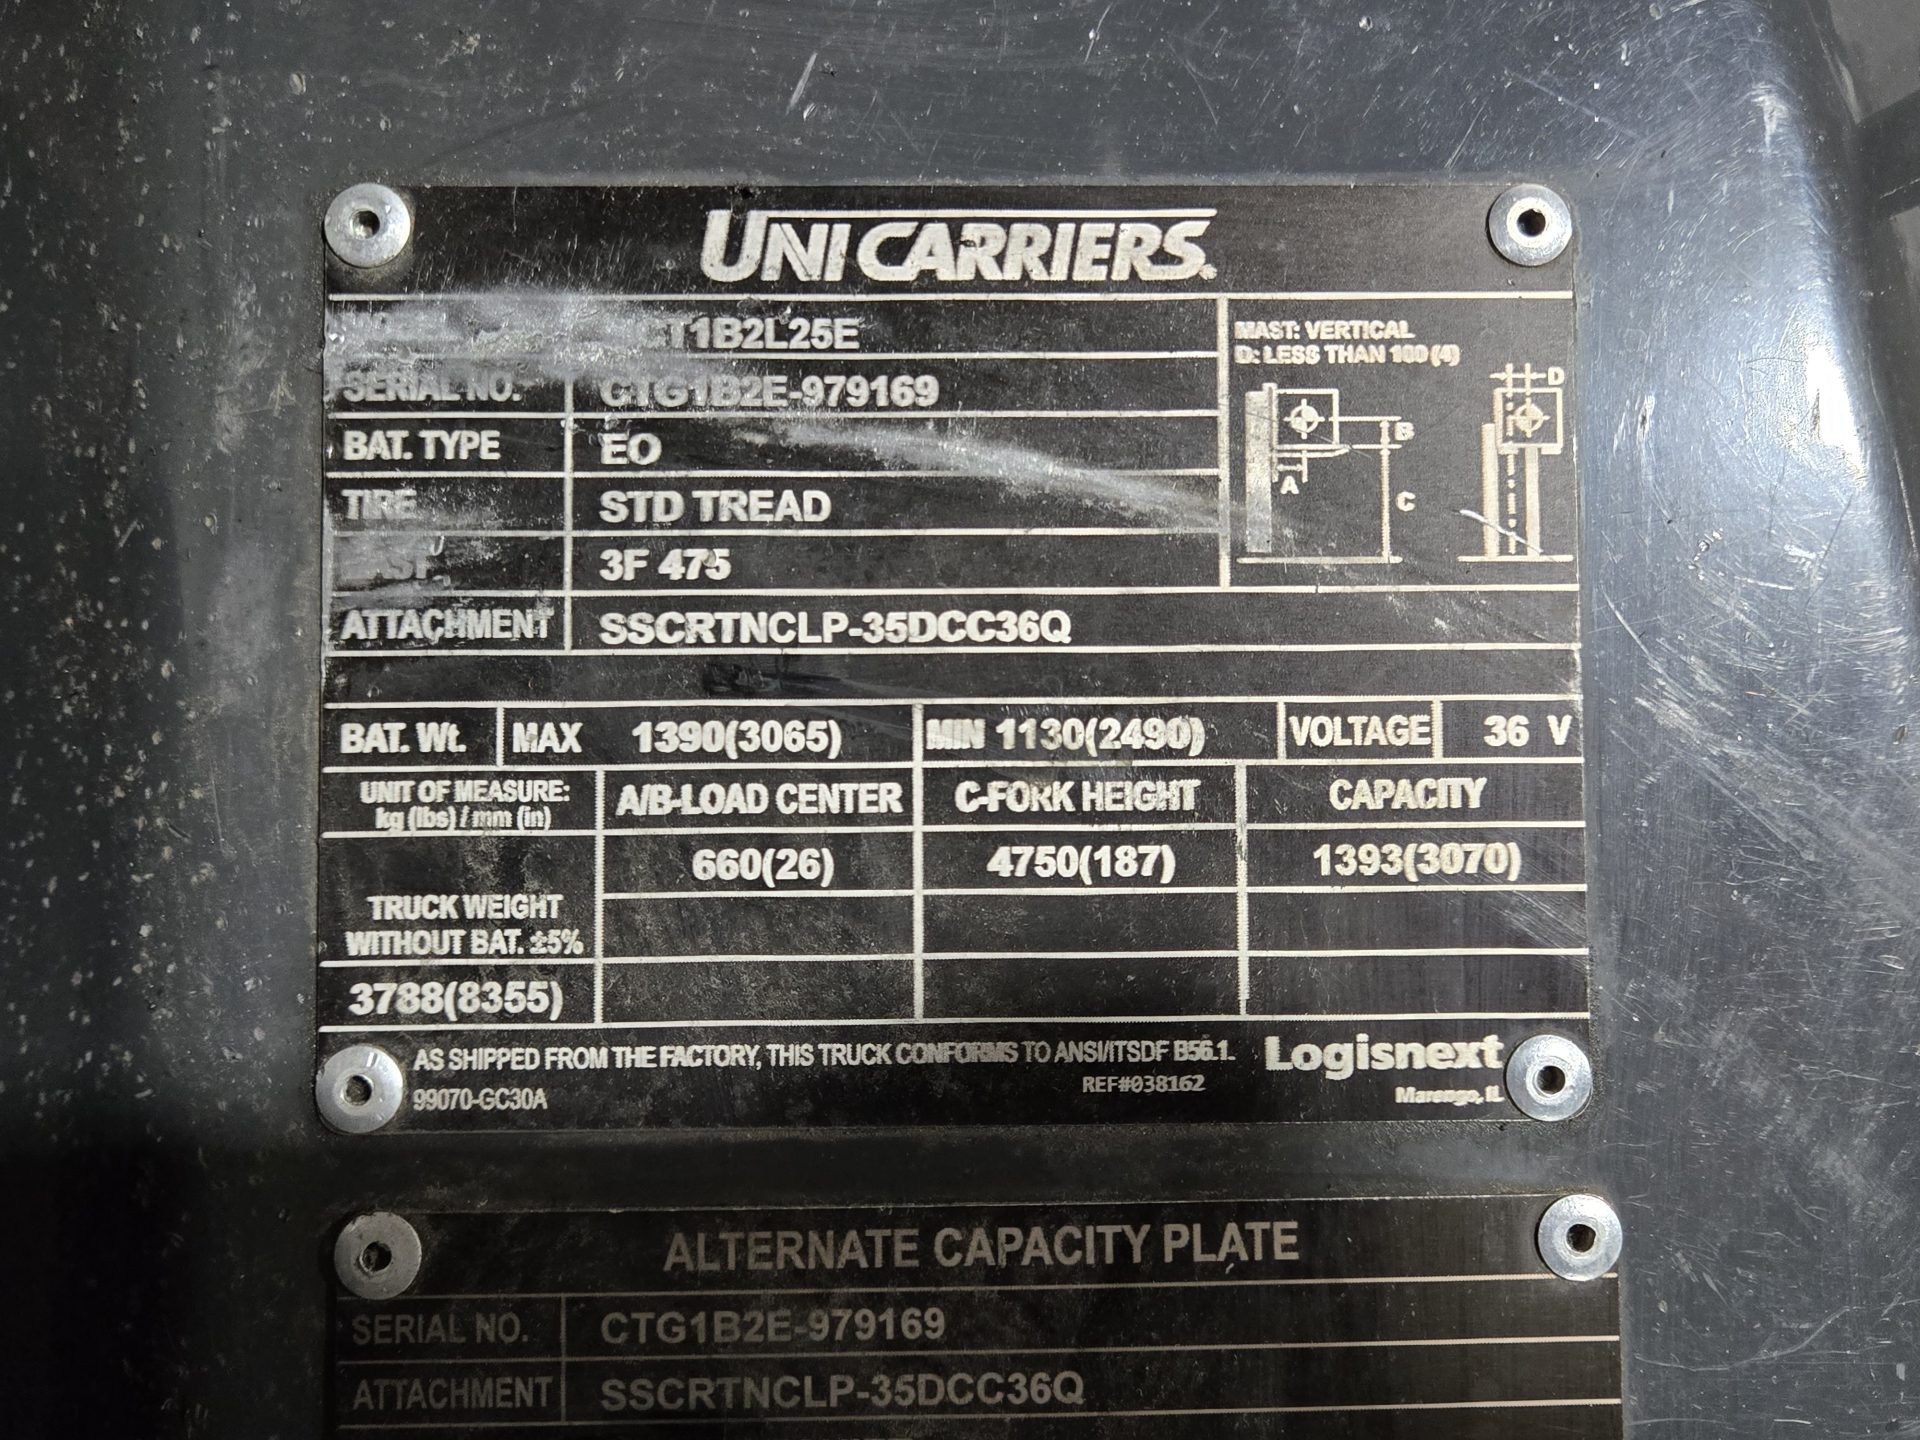 UNICARRIERS®
CT1B2L25E
SERIAL NO. CTG1B2E-979169
BAT. TYPE EO
TIRE STD TREAD
3F 475
ATTACHMENT SSCRTNCLP-35DCC36Q
MAST: VERTICAL
D: LESS THAN 100 (4)
D
B
A
C
BAT. Wt. MAX 1390(3065) MIN 1130(2490) VOLTAGE 36 V
UNIT OF MEASURE:
kg (lbs) / mm (in)
A/B-LOAD CENTER C-FORK HEIGHT CAPACITY
660(26) 4750(187) 1393(3070)
TRUCK WEIGHT
WITHOUT BAT. ±5%
3788(8355)
AS SHIPPED FROM THE FACTORY, THIS TRUCK CONFORMS TO ANSI/ITSDF B56.1.
99070-GC30A
REF#038162
Logisnext
Marengo, IL
ALTERNATE CAPACITY PLATE
SERIAL NO. CTG1B2E-979169
ATTACHMENT SSCRTNCLP-35DCC36Q